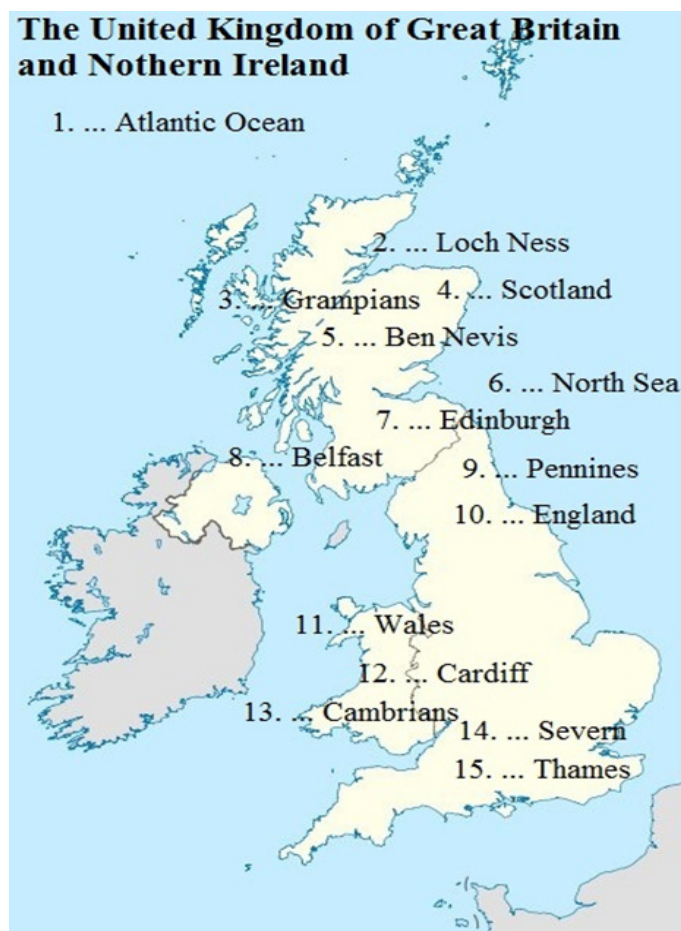 The United Kingdom of Great Britain
and Nothern Ireland
1. ... Atlantic Ocean
2. ... Loch Ness
3. ... Grampians
4. ... Scotland
5. ... Ben Nevis
6. ... North Sea
7. ... Edinburgh
8. ... Belfast
9. ... Pennines
10. ... England
11. ... Wales
12. ... Cardiff
13. ... Cambrians
14. ... Severn
15. ... Thames